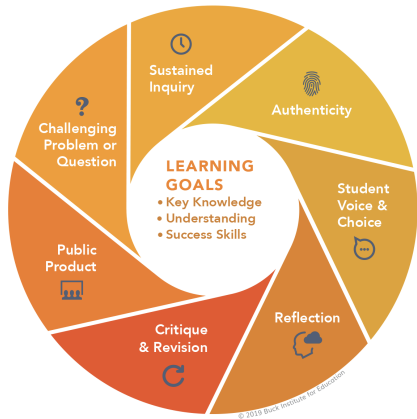 Sustained
Inquiry
Authenticity
Challenging
Problem or
Question
LEARNING
GOALS
• Key Knowledge
• Understanding
• Success Skills
Student
Voice &
Choice
Public
Product
Reflection
Critique
& Revision
© 2019 Buck Institute for Education